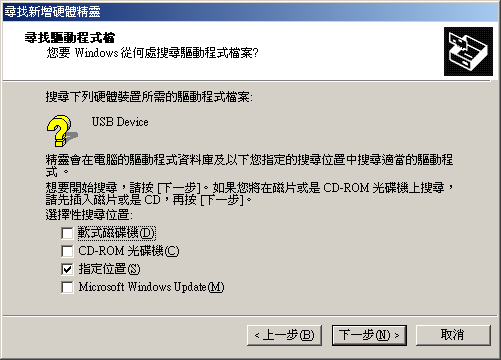 尋找新增硬體精靈
尋找驅動程式檔
您要 Windows 從何處搜尋驅動程式檔案?
搜尋下列硬體裝置所需的驅動程式檔案:
USB Device
精靈會在電腦的驅動程式資料庫及以下您指定的搜尋位置中搜尋適當的驅動程
式。
想要開始搜尋，請按 [下一步]。如果您將在磁片或是 CD-ROM 光碟機上搜尋，
請先插入磁片或是 CD，再按 [下一步]。
選擇性搜尋位置:
軟式磁碟機(D)
CD-ROM 光碟機(C)
指定位置(S)
Microsoft Windows Update(M)
< 上一步(B) 下一步(N) > 取消